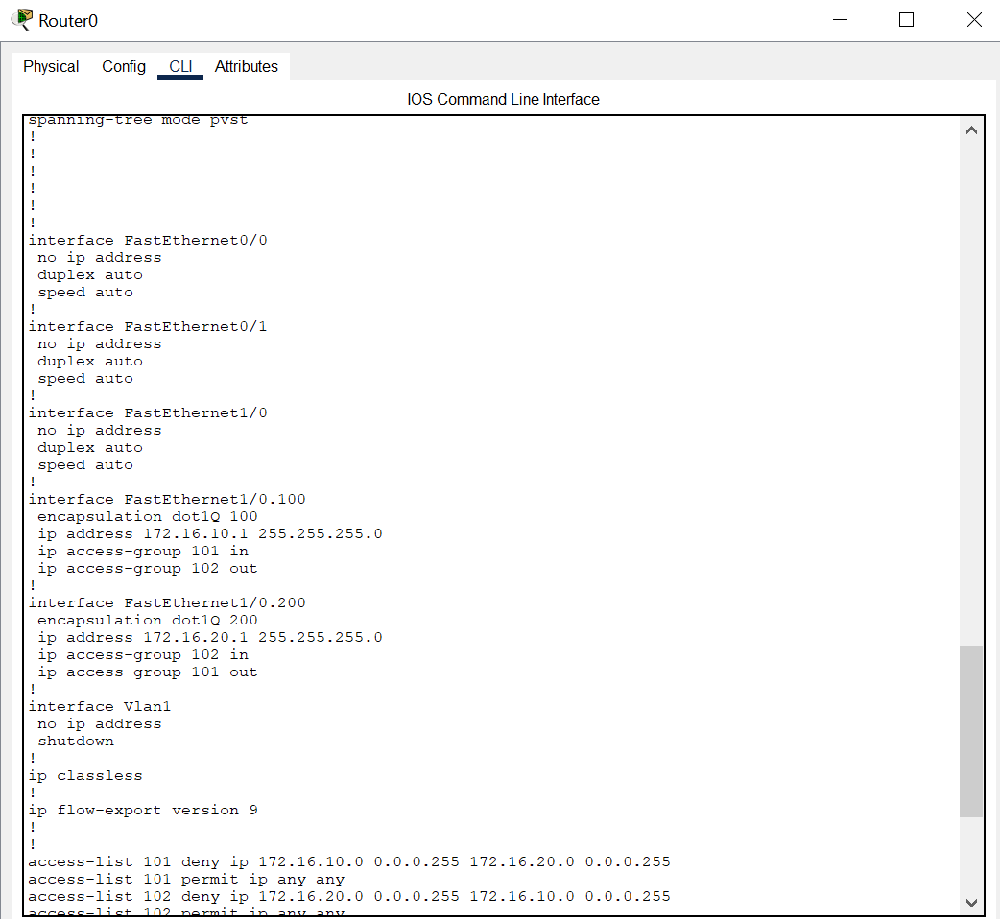 Router0
Physical Config CLI Attributes
IOS Command Line Interface
spanning-tree mode pvst
!
!
!
!
!
!
interface FastEthernet0/0
 no ip address
 duplex auto
 speed auto
!
interface FastEthernet0/1
 no ip address
 duplex auto
 speed auto
!
interface FastEthernet1/0
 no ip address
 duplex auto
 speed auto
!
interface FastEthernet1/0.100
 encapsulation dot1Q 100
 ip address 172.16.10.1 255.255.255.0
 ip access-group 101 in
 ip access-group 102 out
!
interface FastEthernet1/0.200
 encapsulation dot1Q 200
 ip address 172.16.20.1 255.255.255.0
 ip access-group 102 in
 ip access-group 101 out
!
interface Vlan1
 no ip address
 shutdown
!
ip classless
!
ip flow-export version 9
!
!
access-list 101 deny ip 172.16.10.0 0.0.0.255 172.16.20.0 0.0.0.255
access-list 101 permit ip any any
access-list 102 deny ip 172.16.20.0 0.0.0.255 172.16.10.0 0.0.0.255
access-list 102 permit ip any any